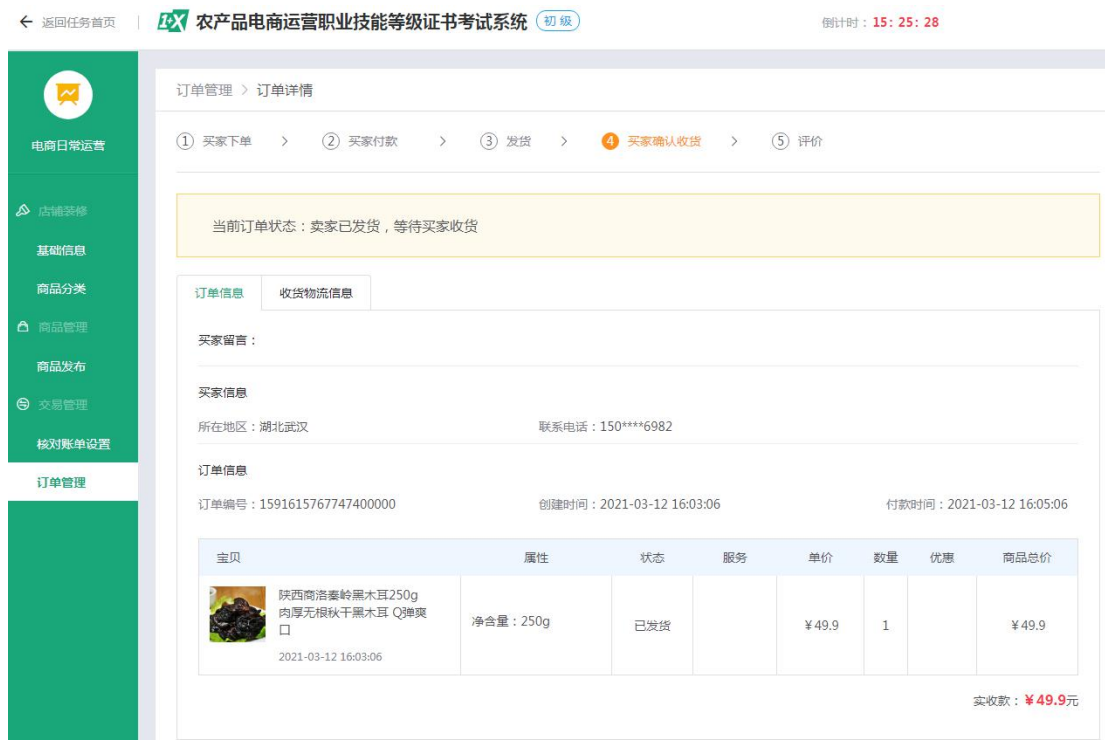 返回任务首页
1+X 农产品电商运营职业技能等级证书考试系统 初级
倒计时：15: 25: 28
电商日常运营
店铺装修
基础信息
商品分类
商品管理
商品发布
交易管理
核对账单设置
订单管理
订单管理 > 订单详情
1 买家下单 > 2 买家付款 > 3 发货 > 4 买家确认收货 > 5 评价
当前订单状态：卖家已发货，等待买家收货
订单信息 收货物流信息
买家留言：
买家信息
所在地区：湖北武汉 联系电话：150****6982
订单信息
订单编号：1591615767747400000 创建时间：2021-03-12 16:03:06 付款时间：2021-03-12 16:05:06
宝贝 属性 状态 服务 单价 数量 优惠 商品总价
陕西商洛秦岭黑木耳250g
肉厚无根秋干黑木耳 Q弹爽
口
2021-03-12 16:03:06
净含量：250g 已发货 ￥49.9 1 ￥49.9
实收款：￥49.9元